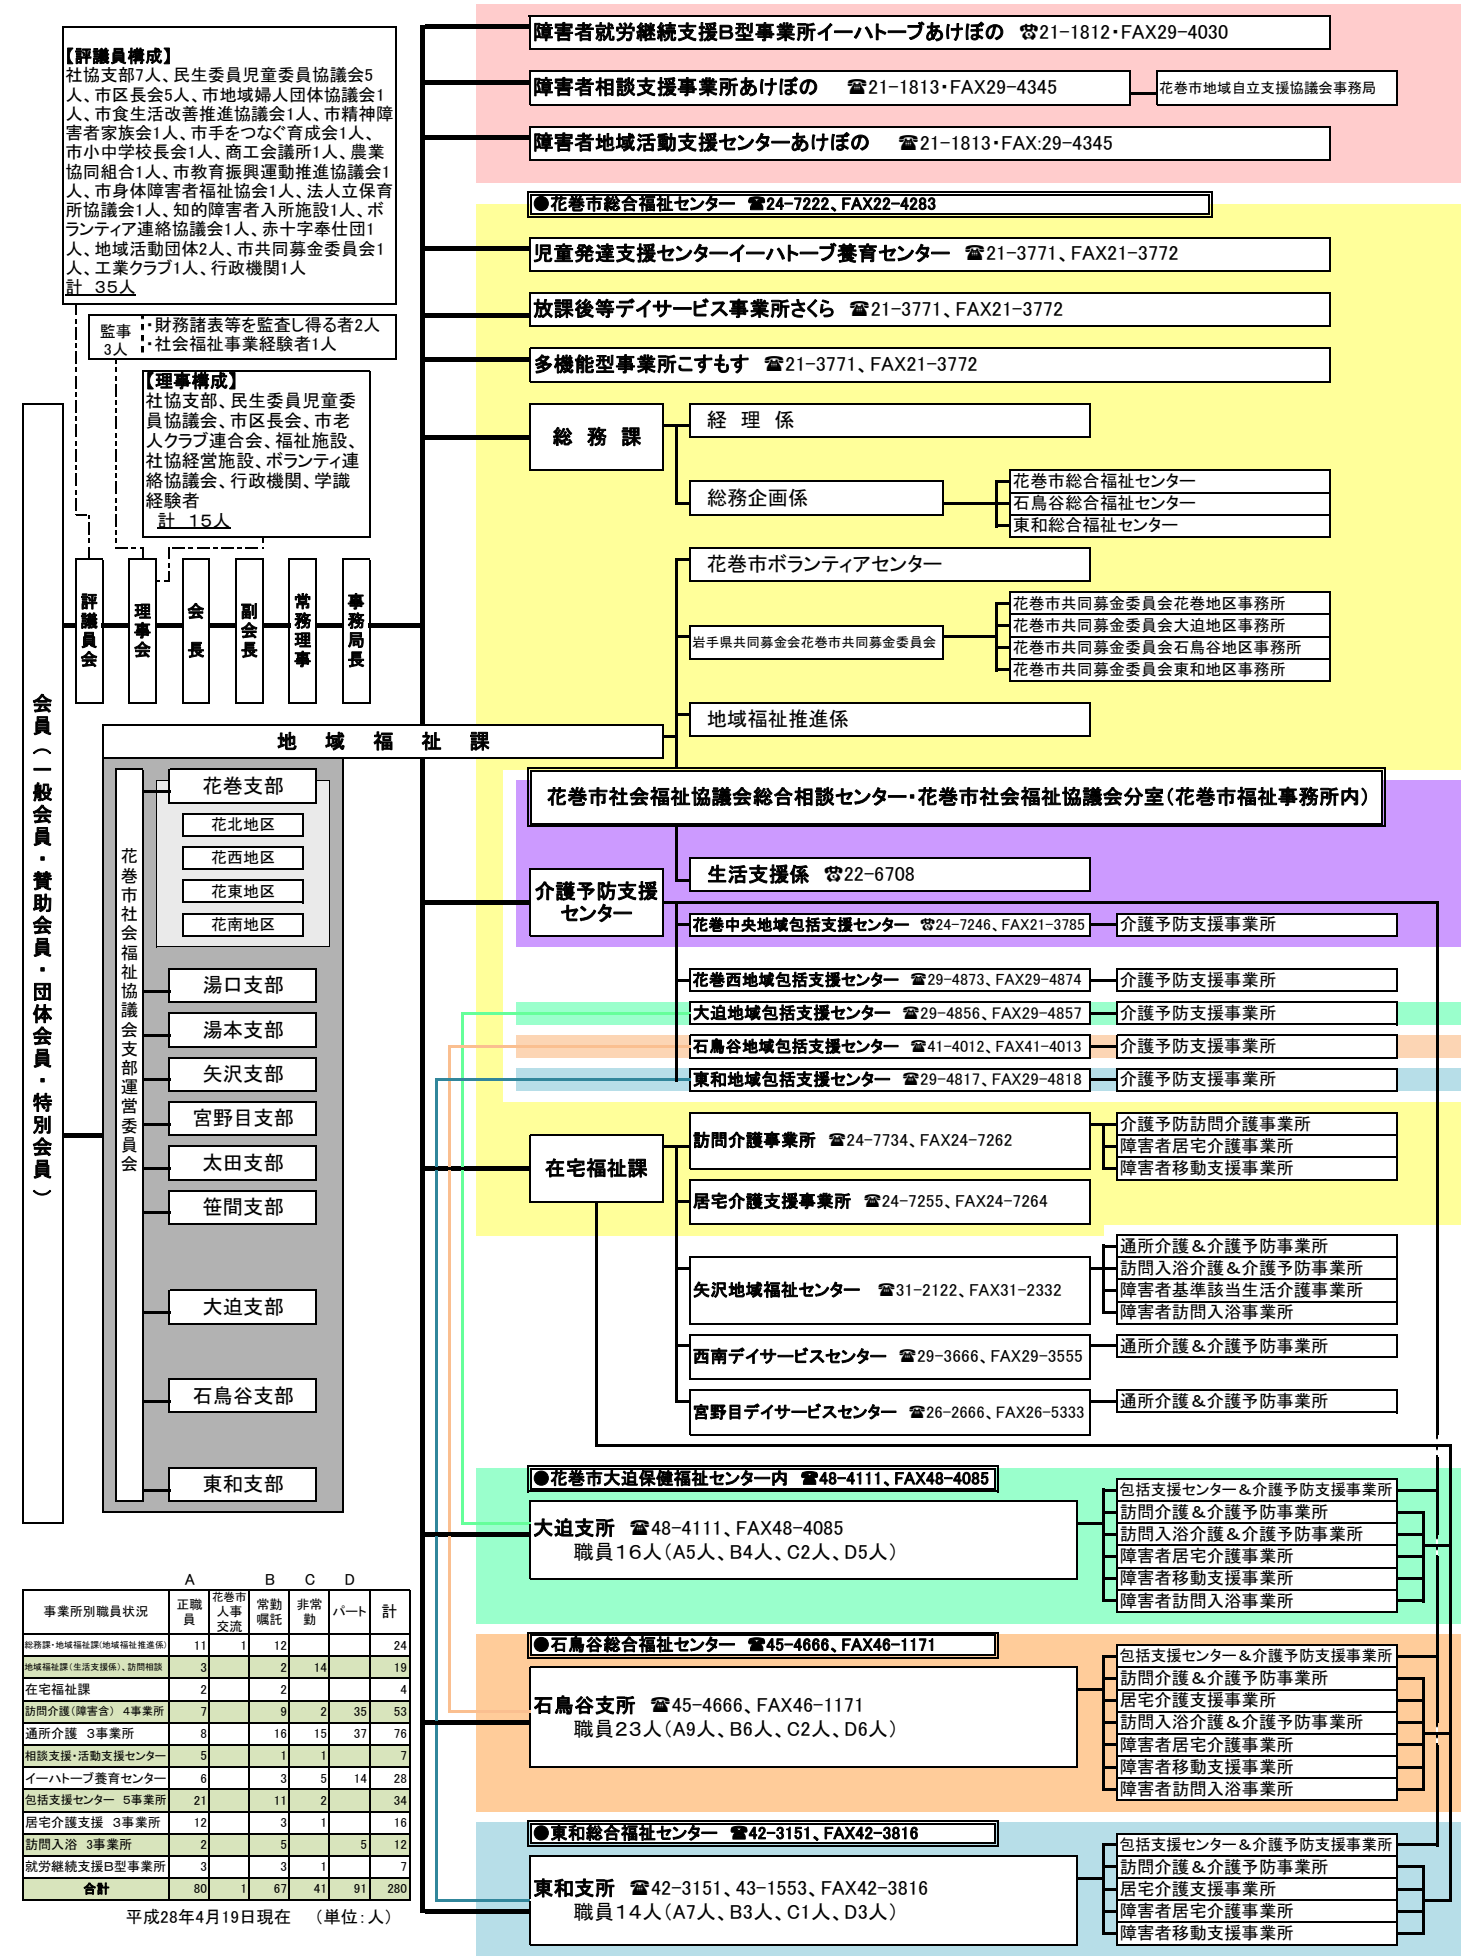 【評議員構成】
社協支部7人、民生委員児童委員協議会5
人、市区長会5人、市地域婦人団体協議会1
人、市食生活改善推進協議会1人、市精神障
害者家族会1人、市手をつなぐ育成会1人、
市小中学校長会1人、商工会議所1人、農業
協同組合1人、市教育振興運動推進協議会1
人、市身体障害者福祉協会1人、法人立保育
所協議会1人、知的障害者入所施設1人、ボ
ランティア連絡協議会1人、赤十字奉仕団1
人、地域活動団体2人、市共同募金委員会1
人、工業クラブ1人、行政機関1人
計　35人
監事
3人
・財務諸表等を監査し得る者2人
・社会福祉事業経験者1人
【理事構成】
社協支部、民生委員児童委
員協議会、市区長会、市老
人クラブ連合会、福祉施設、
社協経営施設、ボランティ連
絡協議会、行政機関、学識
経験者
計　15人
会員（一般会員・賛助会員・団体会員・特別会員）
評議員会
理事会
会　長
副会長
常務理事
事務局長
障害者就労継続支援B型事業所イーハトーブあけぼの　☎21-1812・FAX29-4030
障害者相談支援事業所あけぼの　☎21-1813・FAX29-4345
花巻市地域自立支援協議会事務局
障害者地域活動支援センターあけぼの　☎21-1813・FAX:29-4345
●花巻市総合福祉センター　☎24-7222、FAX22-4283
児童発達支援センターイーハトーブ養育センター　☎21-3771、FAX21-3772
放課後等デイサービス事業所さくら　☎21-3771、FAX21-3772
多機能型事業所こすもす　☎21-3771、FAX21-3772
総　務　課
経　理　係
総務企画係
花巻市総合福祉センター
石鳥谷総合福祉センター
東和総合福祉センター
花巻市ボランティアセンター
岩手県共同募金会花巻市共同募金委員会
花巻市共同募金委員会花巻地区事務所
花巻市共同募金委員会大迫地区事務所
花巻市共同募金委員会石鳥谷地区事務所
花巻市共同募金委員会東和地区事務所
地域福祉推進係
地　域　福　祉　課
花巻市社会福祉協議会支部運営委員会
花巻支部
花北地区
花西地区
花東地区
花南地区
湯口支部
湯本支部
矢沢支部
宮野目支部
太田支部
笹間支部
大迫支部
石鳥谷支部
東和支部
花巻市社会福祉協議会総合相談センター・花巻市社会福祉協議会分室（花巻市福祉事務所内）
生活支援係　☎22-6708
介護予防支援
センター
花巻中央地域包括支援センター　☎24-7246、FAX21-3785
介護予防支援事業所
花巻西地域包括支援センター　☎29-4873、FAX29-4874
介護予防支援事業所
大迫地域包括支援センター　☎29-4856、FAX29-4857
介護予防支援事業所
石鳥谷地域包括支援センター　☎41-4012、FAX41-4013
介護予防支援事業所
東和地域包括支援センター　☎29-4817、FAX29-4818
介護予防支援事業所
在宅福祉課
訪問介護事業所　☎24-7734、FAX24-7262
介護予防訪問介護事業所
障害者居宅介護事業所
障害者移動支援事業所
居宅介護支援事業所　☎24-7255、FAX24-7264
矢沢地域福祉センター　☎31-2122、FAX31-2332
通所介護＆介護予防事業所
訪問入浴介護＆介護予防事業所
障害者基準該当生活介護事業所
障害者訪問入浴事業所
西南デイサービスセンター　☎29-3666、FAX29-3555
通所介護＆介護予防事業所
宮野目デイサービスセンター　☎26-2666、FAX26-5333
通所介護＆介護予防事業所
●花巻市大迫保健福祉センター内　☎48-4111、FAX48-4085
大迫支所　☎48-4111、FAX48-4085
職員16人（A5人、B4人、C2人、D5人）
包括支援センター＆介護予防支援事業所
訪問介護＆介護予防事業所
訪問入浴介護＆介護予防事業所
障害者居宅介護事業所
障害者移動支援事業所
障害者訪問入浴事業所
●石鳥谷総合福祉センター　☎45-4666、FAX46-1171
石鳥谷支所　☎45-4666、FAX46-1171
職員23人（A9人、B6人、C2人、D6人）
包括支援センター＆介護予防支援事業所
訪問介護＆介護予防事業所
居宅介護支援事業所
訪問入浴介護＆介護予防事業所
障害者居宅介護事業所
障害者移動支援事業所
障害者訪問入浴事業所
●東和総合福祉センター　☎42-3151、FAX42-3816
東和支所　☎42-3151、43-1553、FAX42-3816
職員14人（A7人、B3人、C1人、D3人）
包括支援センター＆介護予防支援事業所
訪問介護＆介護予防事業所
居宅介護支援事業所
障害者居宅介護事業所
障害者移動支援事業所
A　B　C　D
事業所別職員状況　正職員　花巻市人事交流　常勤嘱託　非常勤　パート　計
総務課・地域福祉課（地域福祉推進係）　11　1　12　24
地域福祉課（生活支援係）、訪問相談　3　2　14　19
在宅福祉課　2　2　4
訪問介護（障害含）　4事業所　7　9　2　35　53
通所介護　3事業所　8　16　15　37　76
相談支援・活動支援センター　5　1　1　7
イーハトーブ養育センター　6　3　5　14　28
包括支援センター　5事業所　21　11　2　34
居宅介護支援　3事業所　12　3　1　16
訪問入浴　3事業所　2　5　5　12
就労継続支援B型事業所　3　3　1　7
合計　80　1　67　41　91　280
平成28年4月19日現在　（単位：人）